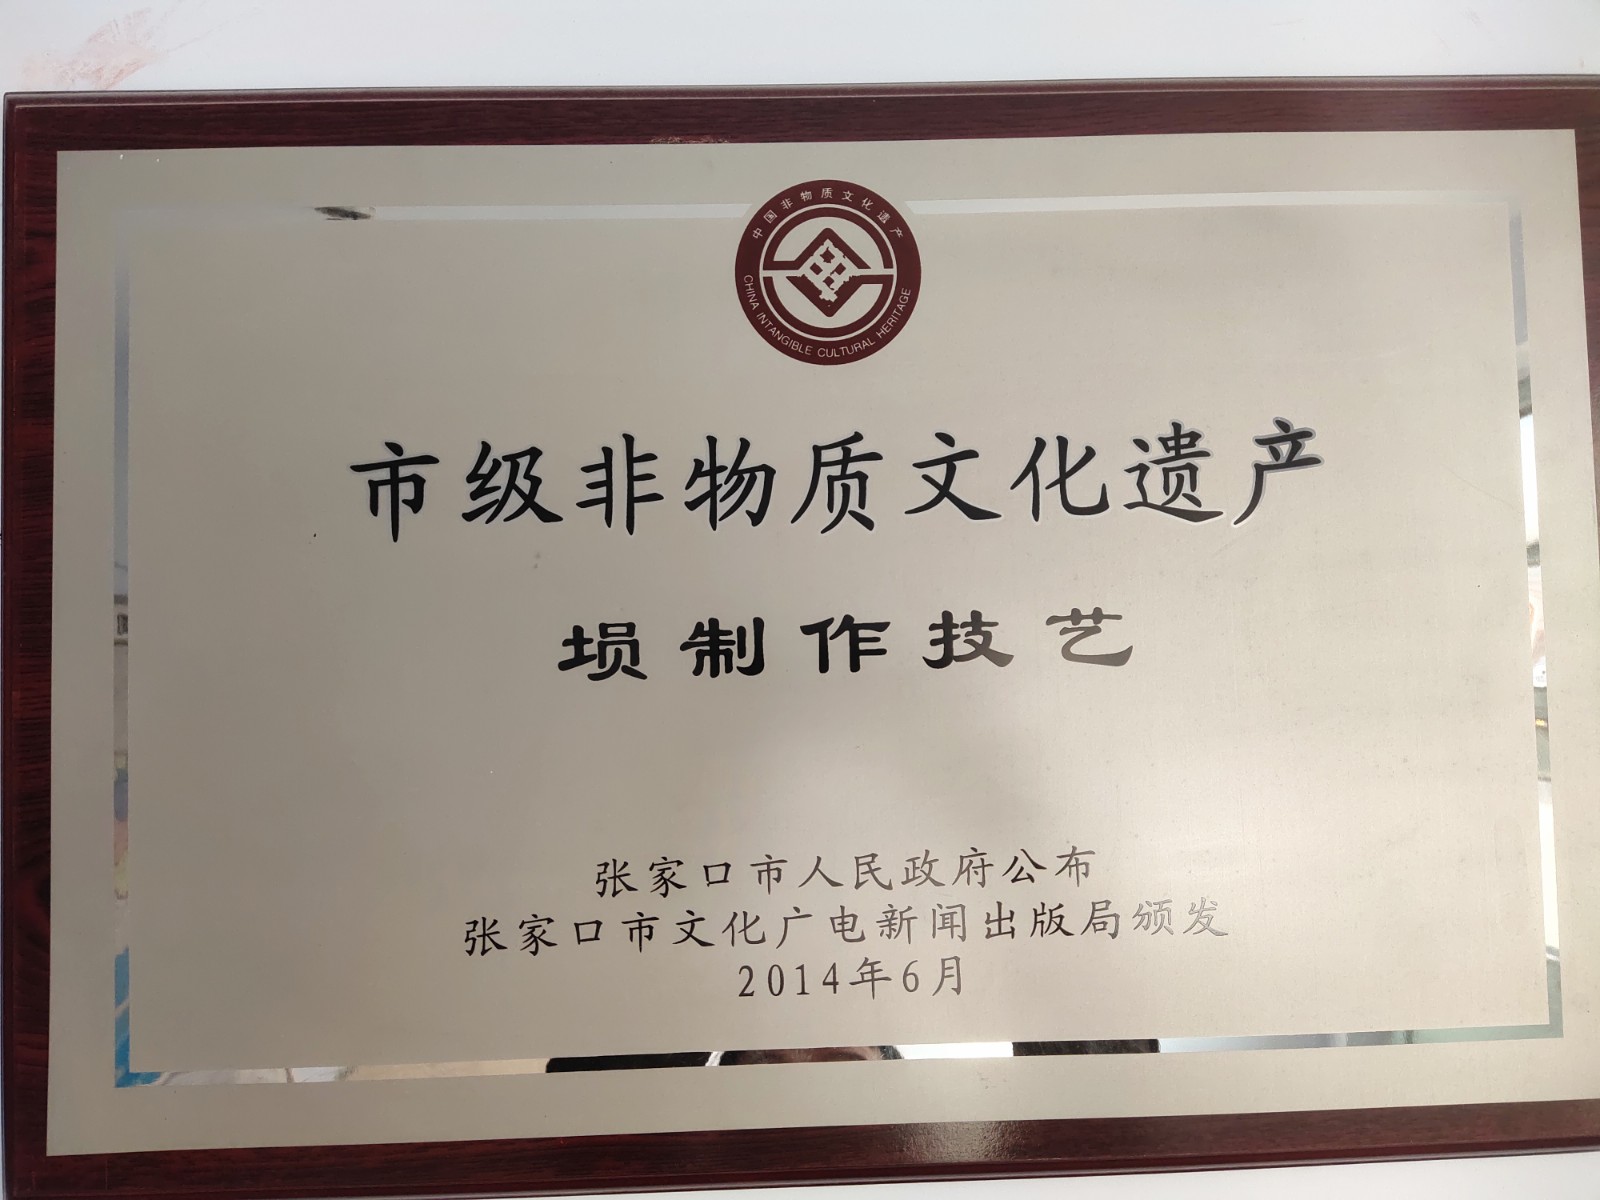 中国非物质文化遗产
CHINA INTANGIBLE CULTURAL HERITAGE
市级非物质文化遗产
埙制作技艺
张家口市人民政府公布
张家口市文化广电新闻出版局颁发
2014年6月